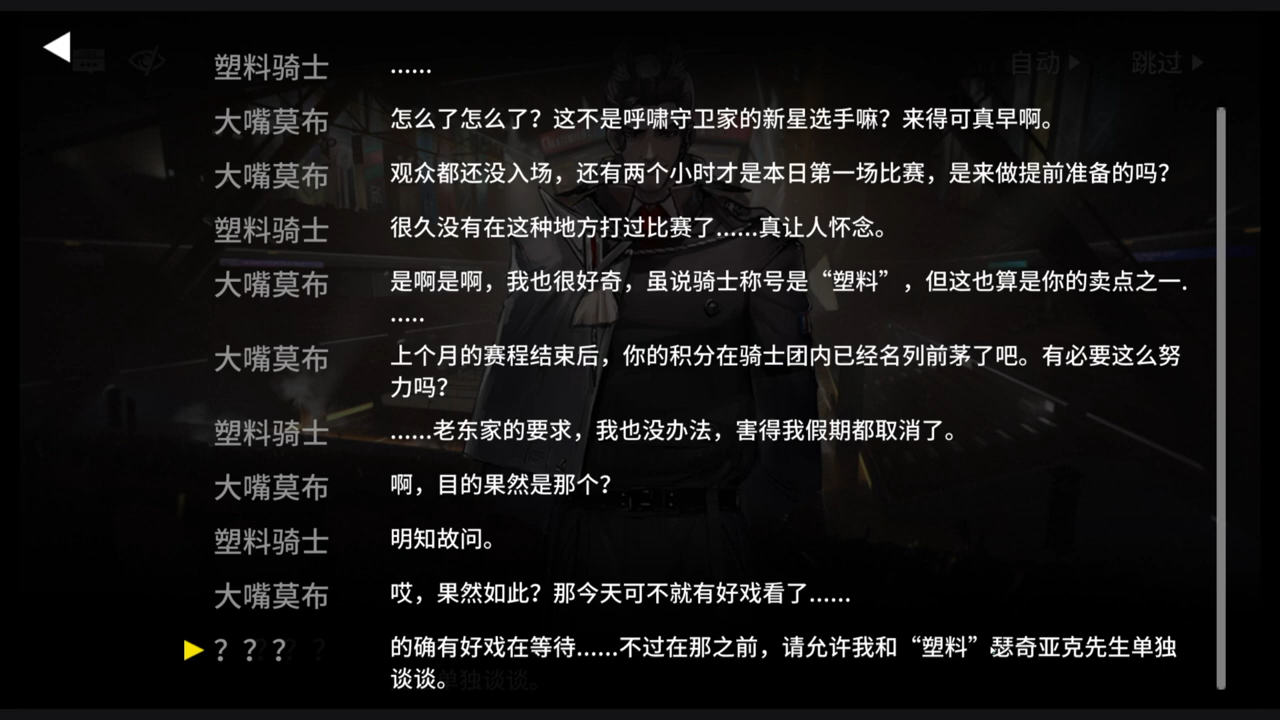 自动
跳过
塑料骑士 ......
大嘴莫布 怎么了怎么了？这不是呼啸守卫家的新星选手嘛？来得可真早啊。
大嘴莫布 观众都还没入场，还有两个小时才是本日第一场比赛，是来做提前准备的吗？
塑料骑士 很久没有在这种地方打过比赛了......真让人怀念。
大嘴莫布 是啊是啊，我也很好奇，虽说骑士称号是“塑料”，但这也算是你的卖点之一.
.....
大嘴莫布 上个月的赛程结束后，你的积分在骑士团内已经名列前茅了吧。有必要这么努
力吗？
塑料骑士 ......老东家的要求，我也没办法，害得我假期都取消了。
大嘴莫布 啊，目的果然是那个？
塑料骑士 明知故问。
大嘴莫布 哎，果然如此？那今天可不就有好戏看了......
？？？ 的确有好戏在等待......不过在那之前，请允许我和“塑料”瑟奇亚克先生单独
谈谈。